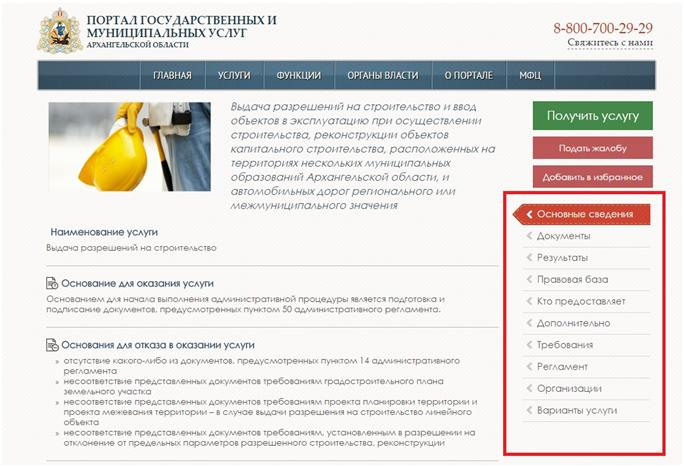 ПОРТАЛ ГОСУДАРСТВЕННЫХ И
МУНИЦИПАЛЬНЫХ УСЛУГ
АРХАНГЕЛЬСКОЙ ОБЛАСТИ
8-800-700-29-29
Свяжитесь с нами
ГЛАВНАЯ УСЛУГИ ФУНКЦИИ ОРГАНЫ ВЛАСТИ О ПОРТАЛЕ МФЦ
Выдача разрешений на строительство и ввод
объектов в эксплуатацию при осуществлении
строительства, реконструкции объектов
капитального строительства, расположенных на
территориях нескольких муниципальных
образований Архангельской области, и
автомобильных дорог регионального или
межмуниципального значения
Получить услугу
Подать жалобу
Добавить в избранное
Основные сведения
Документы
Результаты
Правовая база
Кто предоставляет
Дополнительно
Требования
Регламент
Организации
Варианты услуги
Наименование услуги
Выдача разрешений на строительство
Основание для оказания услуги
Основанием для начала выполнения административной процедуры является подготовка и
подписание документов, предусмотренных пунктом 50 административного регламента.
Основания для отказа в оказании услуги
» отсутствие какого-либо из документов, предусмотренных пунктом 14 административного
регламента
» несоответствие представленных документов требованиям градостроительного плана
земельного участка
» несоответствие представленных документов требованиям проекта планировки территории и
проекта межевания территории – в случае выдачи разрешения на строительство линейного
объекта
» несоответствие представленных документов требованиям, установленным в разрешении на
отклонение от предельных параметров разрешенного строительства, реконструкции